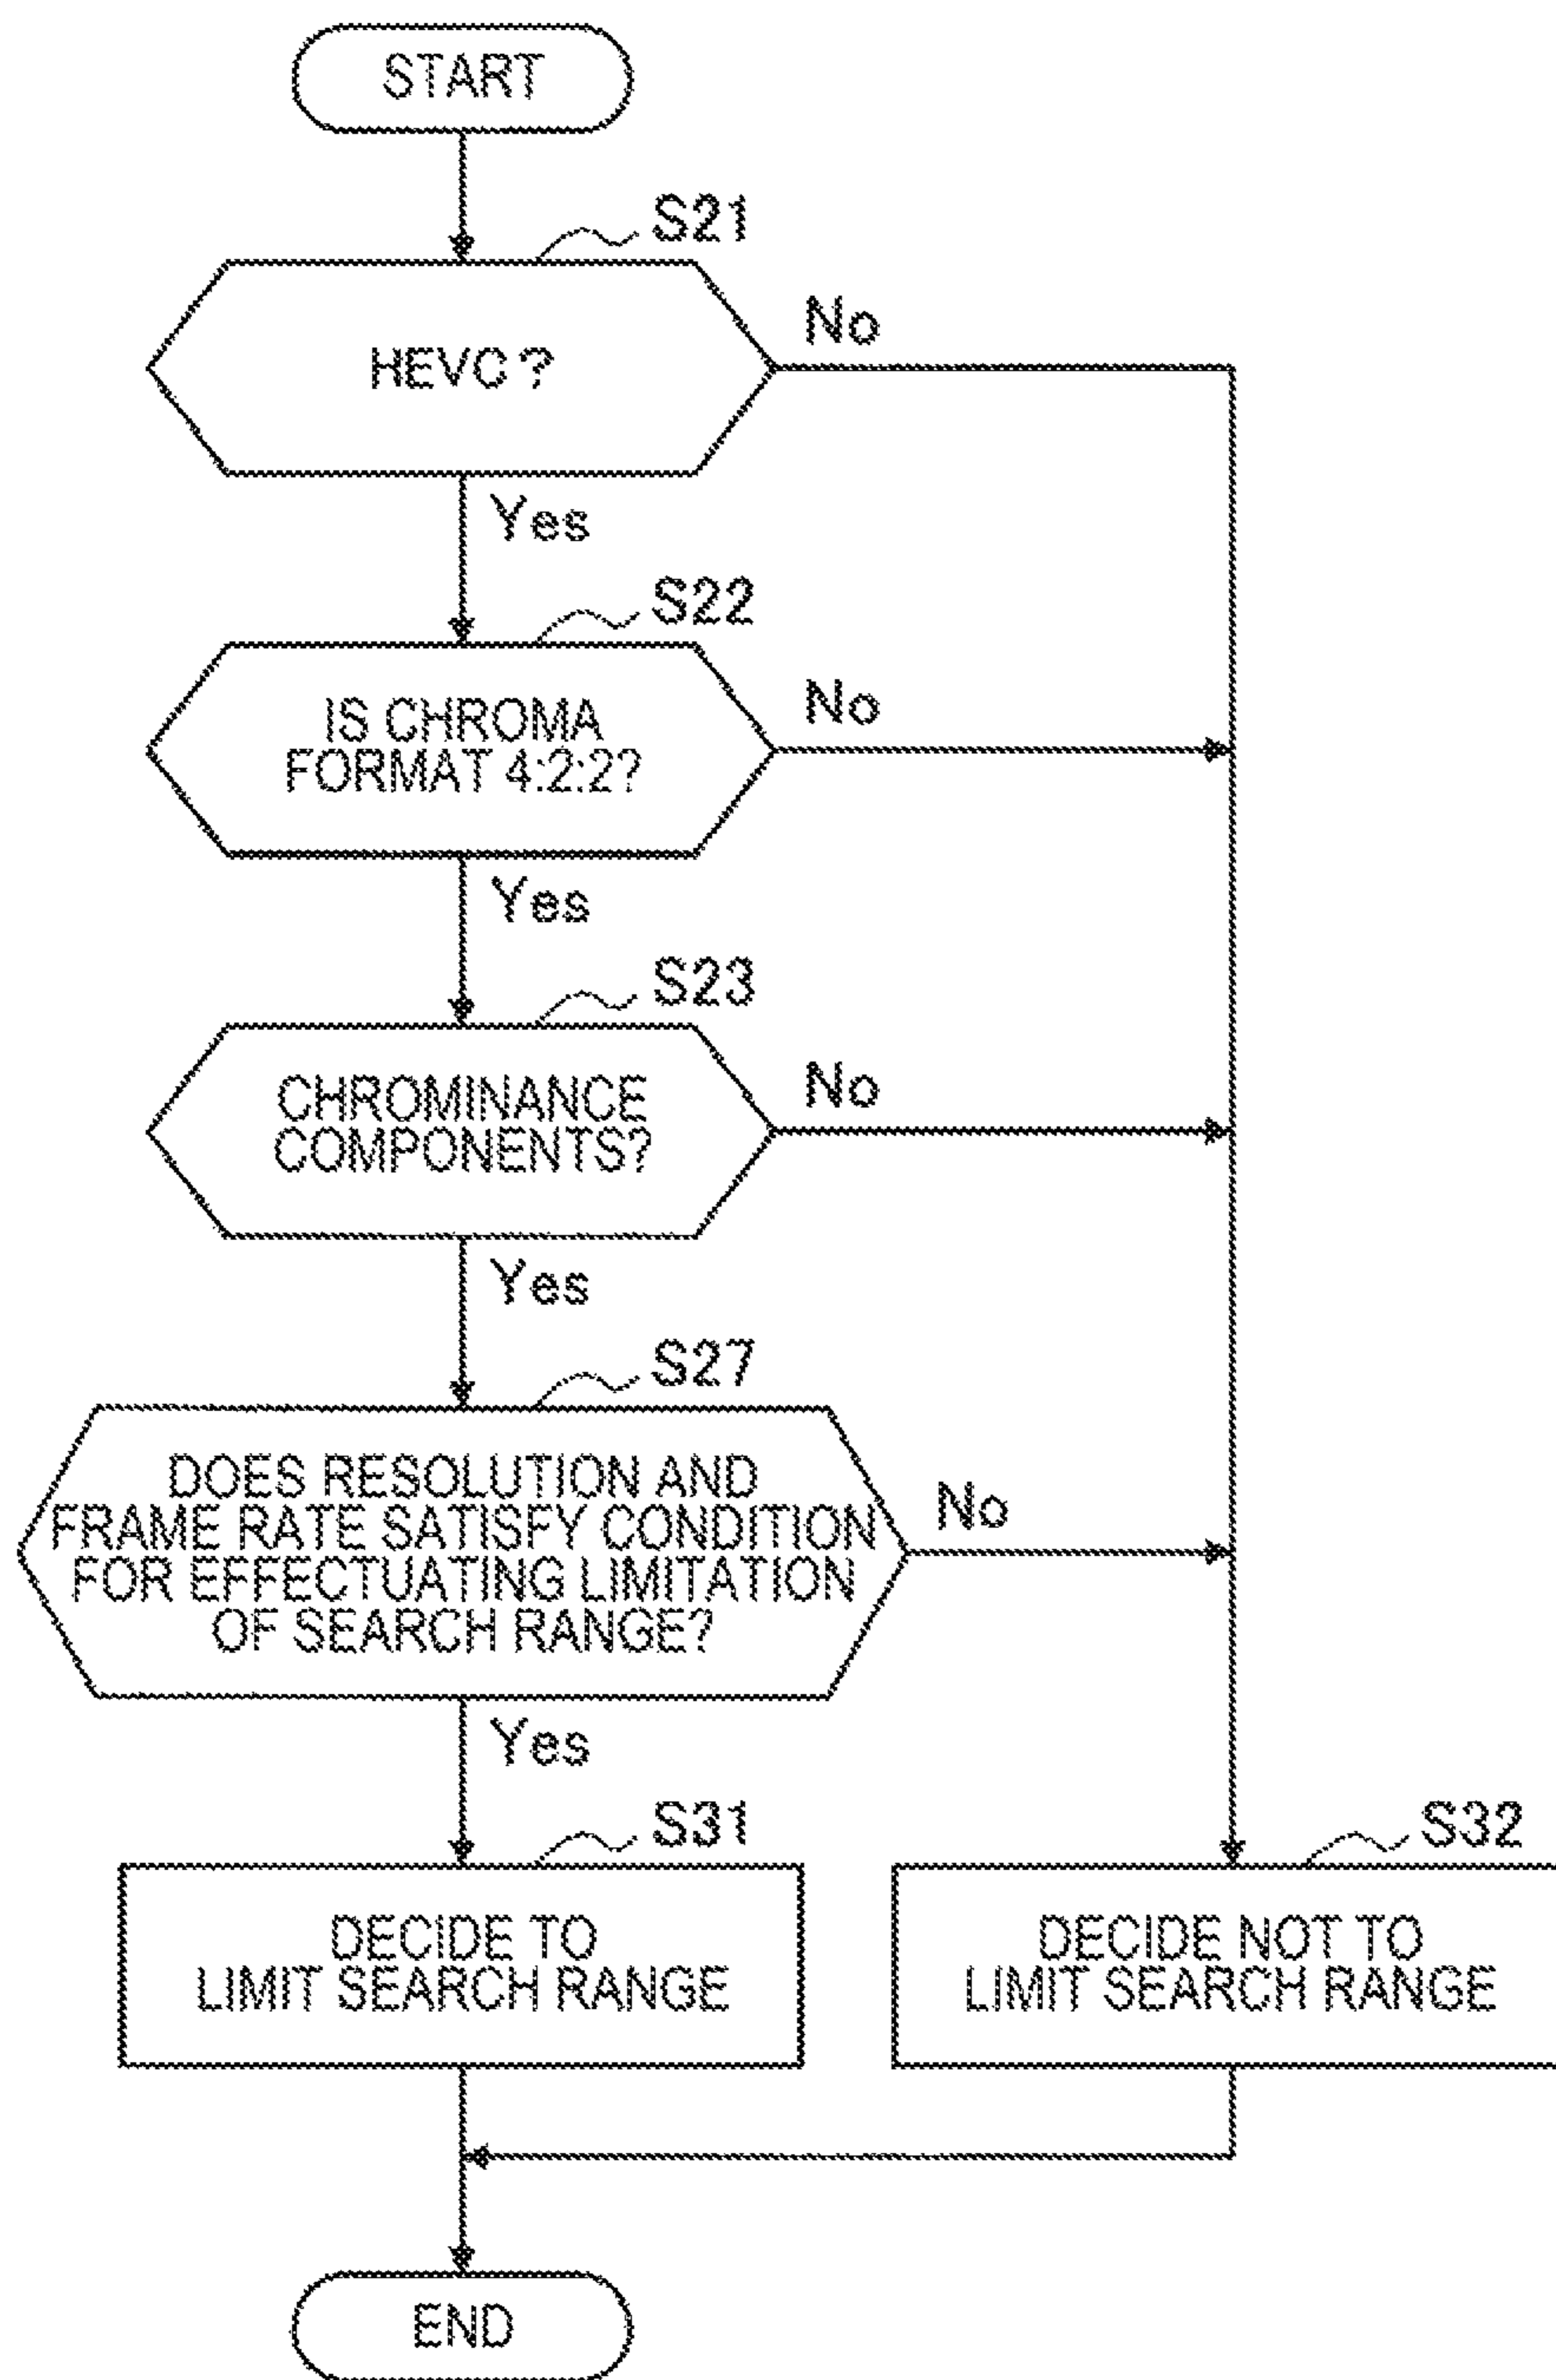 START
S21
HEVC?
No
Yes
S22
IS CHROMA
FORMAT 4:2:2?
No
Yes
S23
CHROMINANCE
COMPONENTS?
No
Yes
S27
DOES RESOLUTION AND
FRAME RATE SATISFY CONDITION
FOR EFFECTUATING LIMITATION
OF SEARCH RANGE?
No
Yes
S31
DECIDE TO
LIMIT SEARCH RANGE
S32
DECIDE NOT TO
LIMIT SEARCH RANGE
END